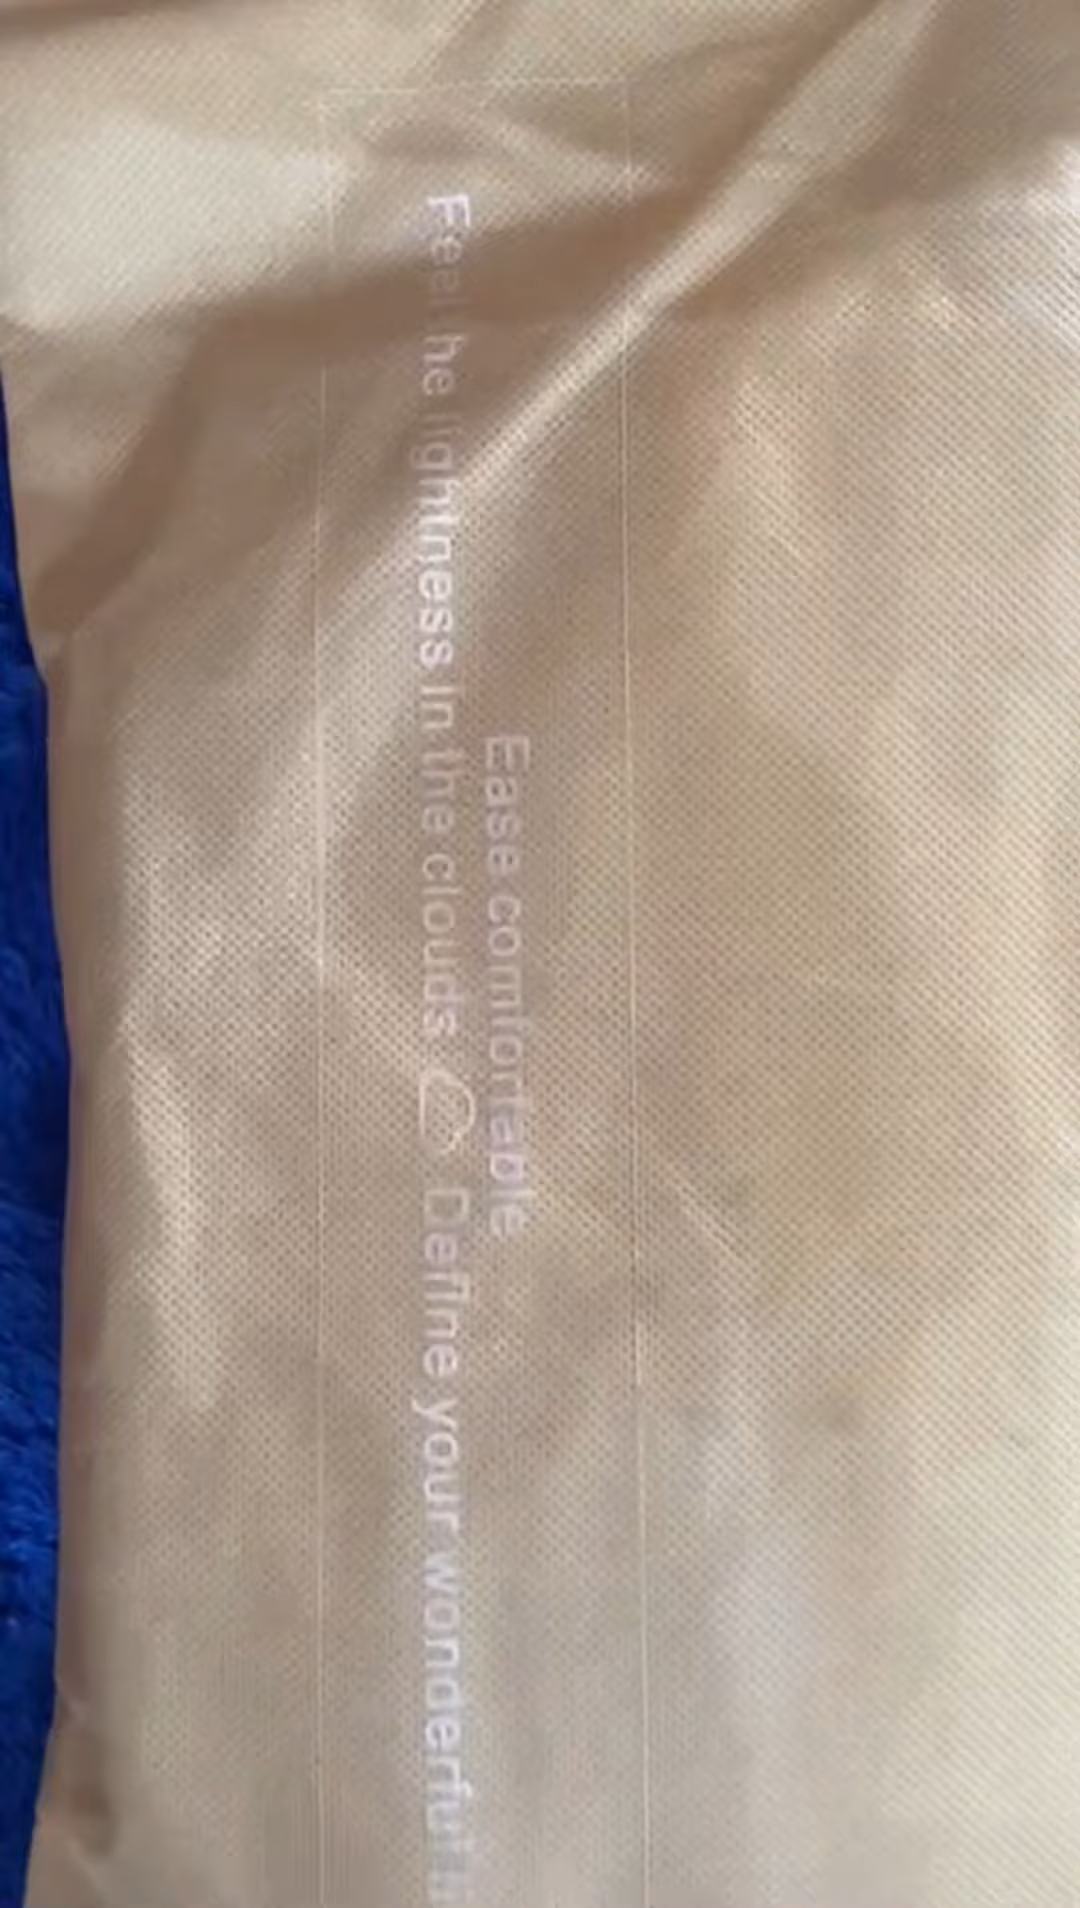 Ease comfortable
Feel the lightness in the clouds Define your wonderful